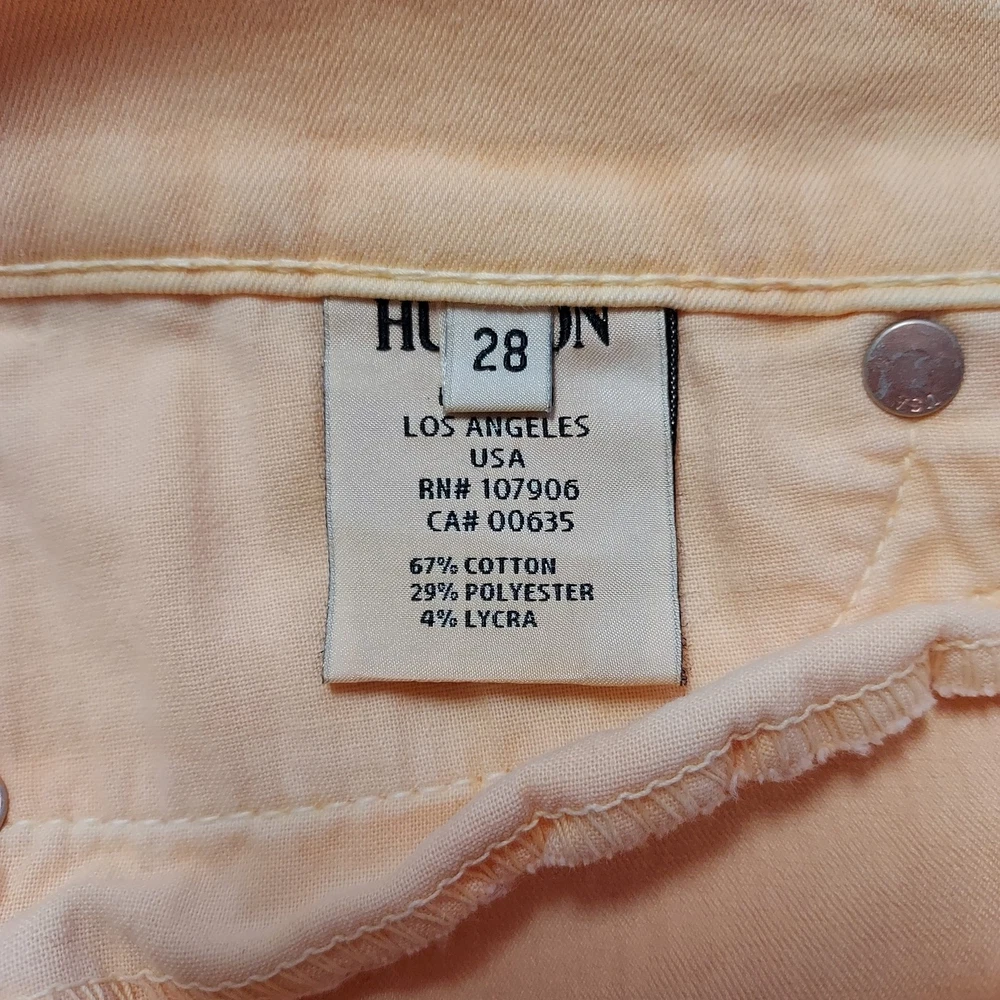 28
LOS ANGELES
USA
RN# 107906
CA# 00635
67% COTTON
29% POLYESTER
4% LYCRA